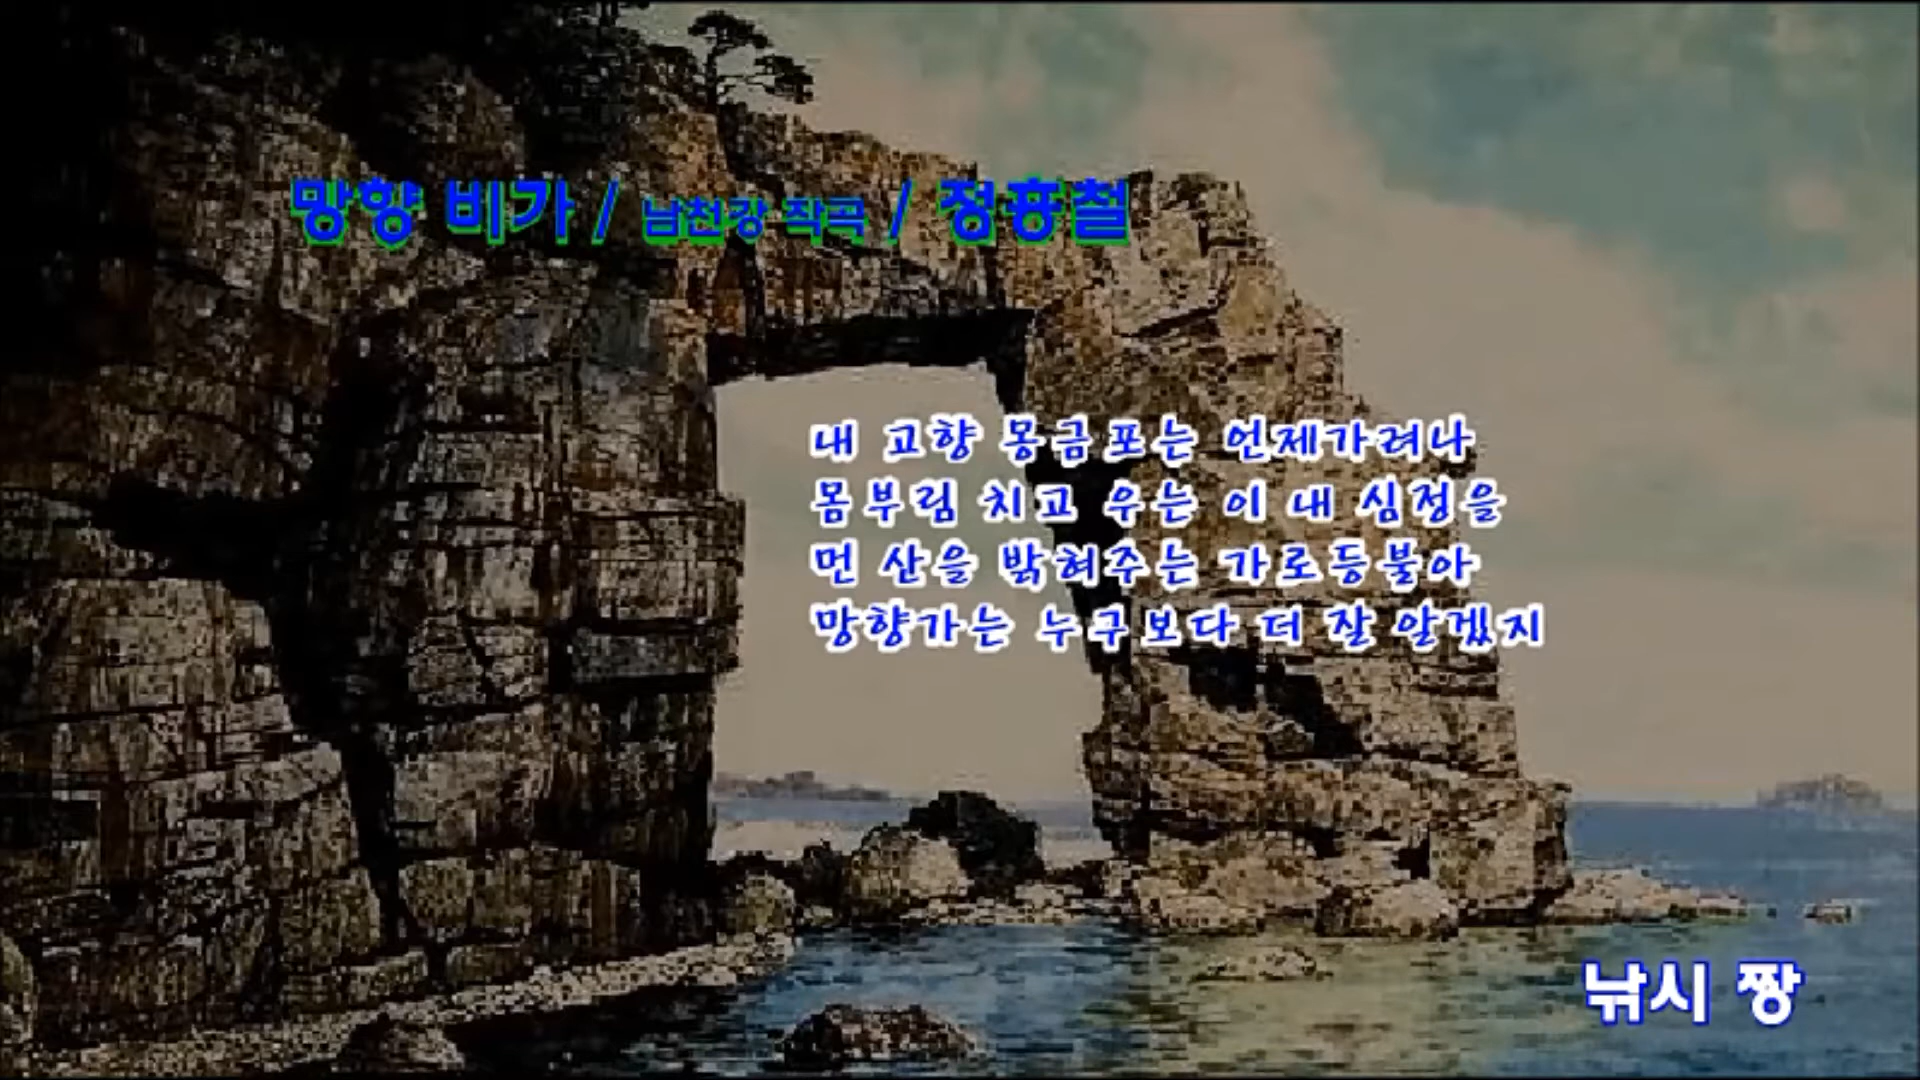 망향 비가 / 남천강 작곡 / 정흥철
내 고향 몽금포는 언제가려나
몸부림 치고 우는 이 내 심정을
먼 산을 밝혀주는 가로등불아
망향가는 누구보다 더 잘 알겠지
낚시 짱